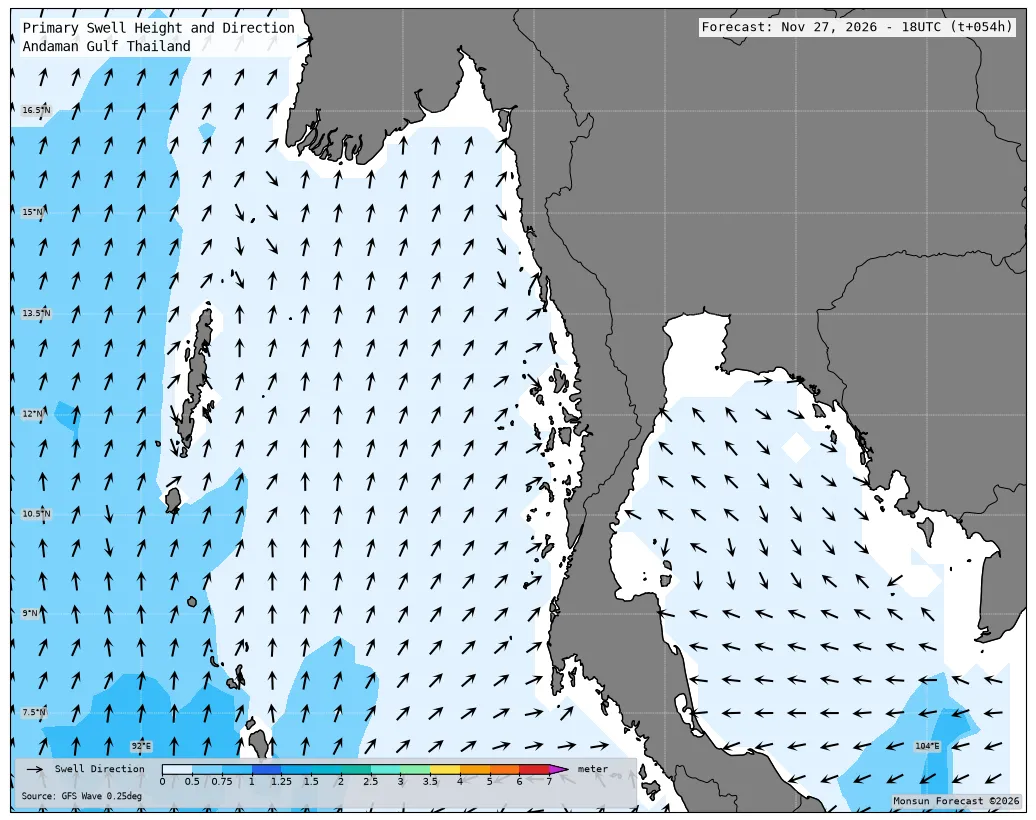 Primary Swell Height and Direction
Andaman Gulf Thailand
Forecast: Nov 27, 2026 - 18UTC (t+054h)
16.5°N
15°N
13.5°N
12°N
10.5°N
9°N
7.5°N
92°E
104°E
Swell Direction
meter
0 0.5 0.75 1 1.25 1.5 2 2.5 3 3.5 4 5 6 7
Source: GFS Wave 0.25deg
Monsun Forecast ©2026